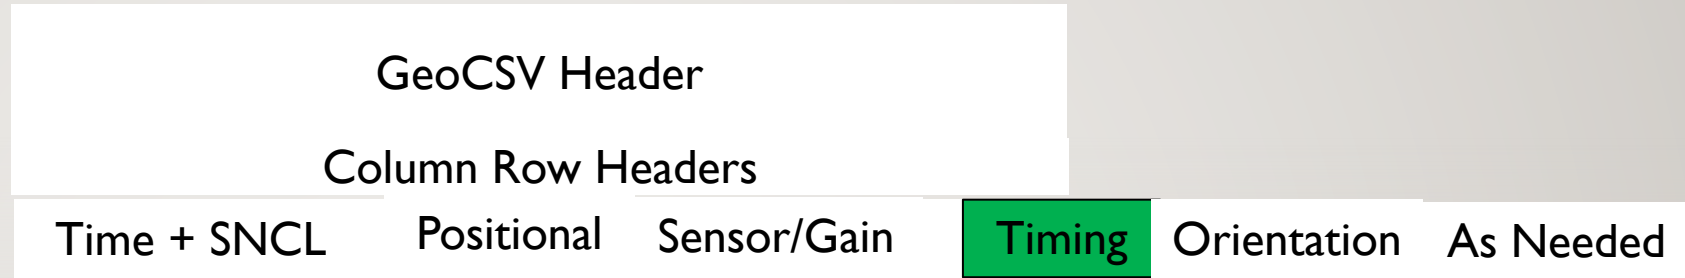 GeoCSV Header
Column Row Headers
Time + SNCL Positional Sensor/Gain Timing Orientation As Needed